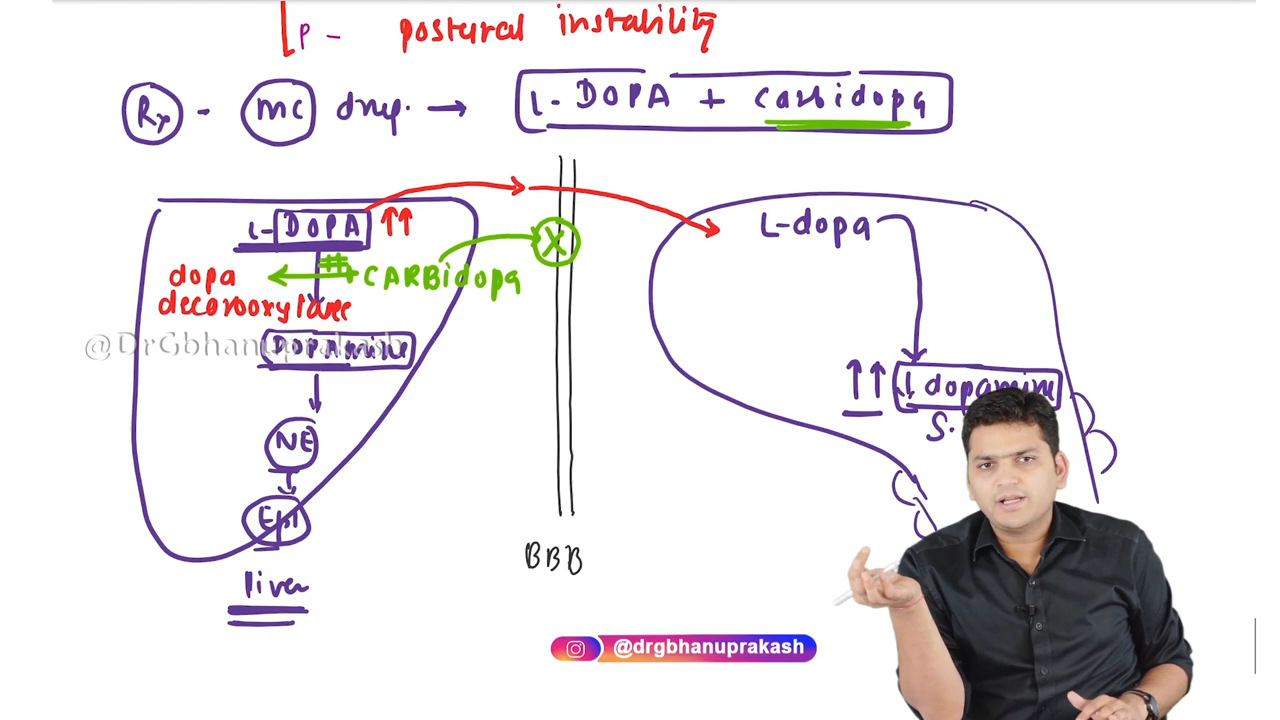 P - postural instability
Rx - MC drug. → L-DOPA + Carbidopa
L-DOPA ↑↑ L-dopa
dopa CARBidopa X
decarboxylase
@DrGbhanuprakash
DOPAmine ↑↑ dopamine
S.
NE
Epi
BBB
liver
@drgbhanuprakash